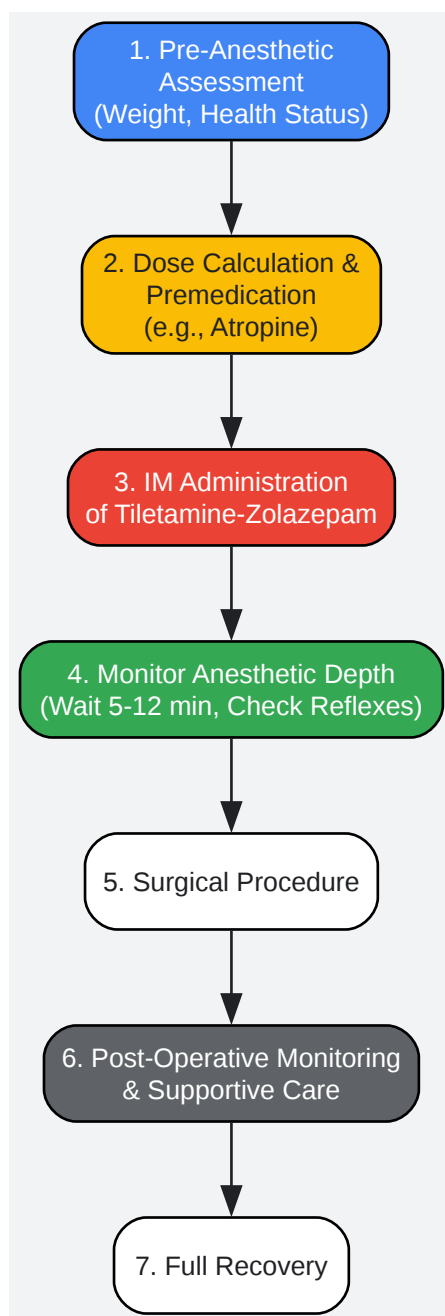 1. Pre-Anesthetic
Assessment
(Weight, Health Status)
2. Dose Calculation &
Premedication
(e.g., Atropine)
3. IM Administration
of Tiletamine-Zolazepam
4. Monitor Anesthetic Depth
(Wait 5-12 min, Check Reflexes)
5. Surgical Procedure
6. Post-Operative Monitoring
& Supportive Care
7. Full Recovery